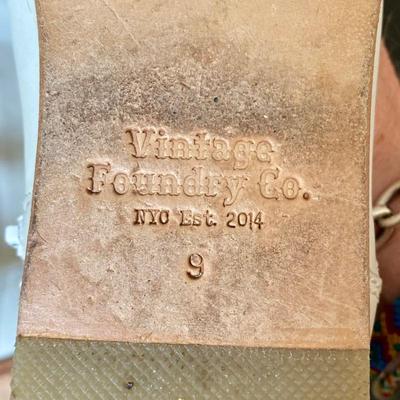 Vintage
Foundry Co.
NYC Est. 2014
9